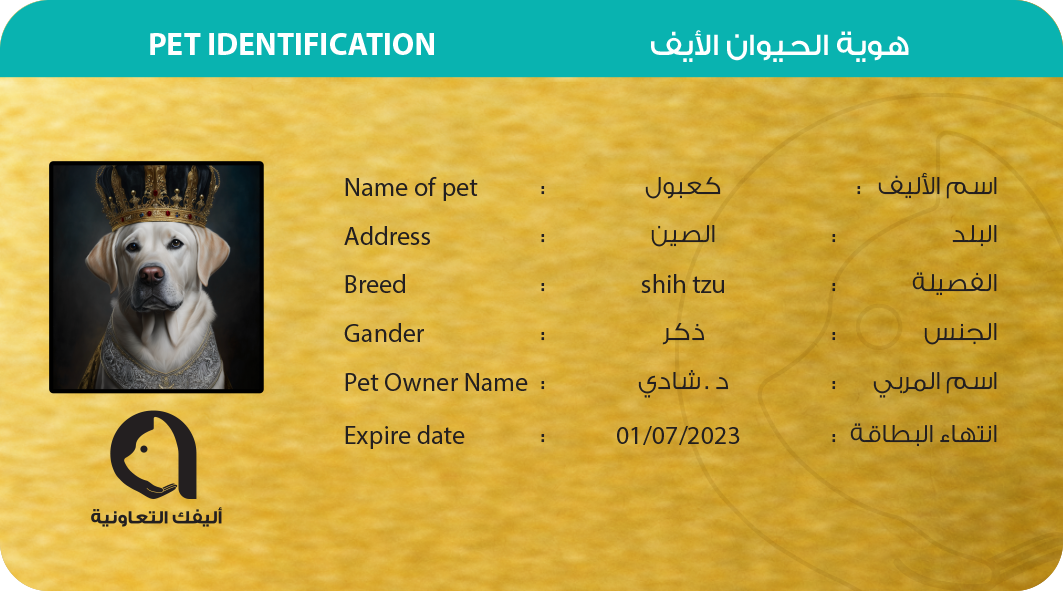 PET IDENTIFICATION هوية الحيوان الأيف
Name of pet : كعبول : اسم الأليف
Address : الصين : البلد
Breed : shih tzu : الفصيلة
Gander : ذكر : الجنس
Pet Owner Name : د . شادي : اسم المربي
Expire date : 01/07/2023 : انتهاء البطاقة
أليفك التعاونية